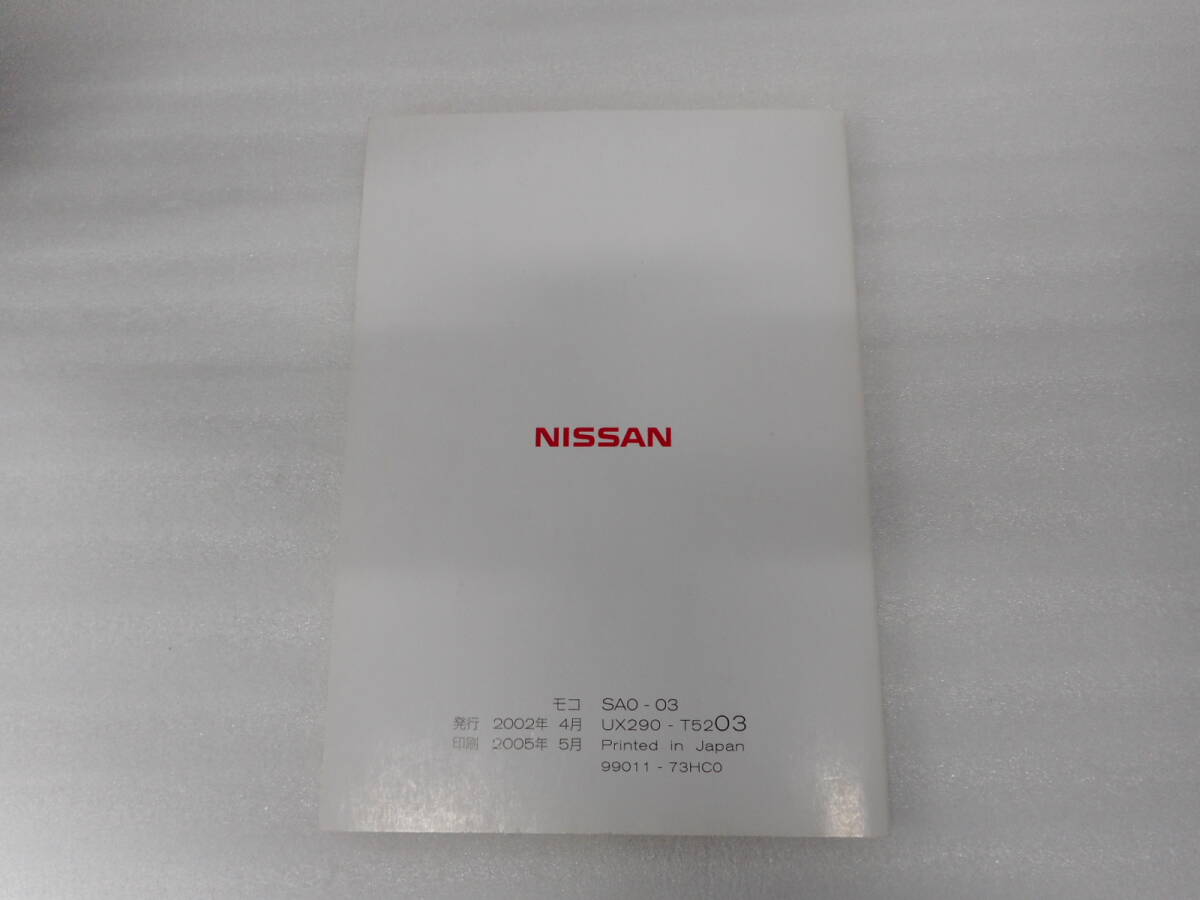 NISSAN
モコ SA0 - 03
発行 2002年 4月 UX290 - T5203
印刷 2005年 5月 Printed in Japan
99011 - 73HC0